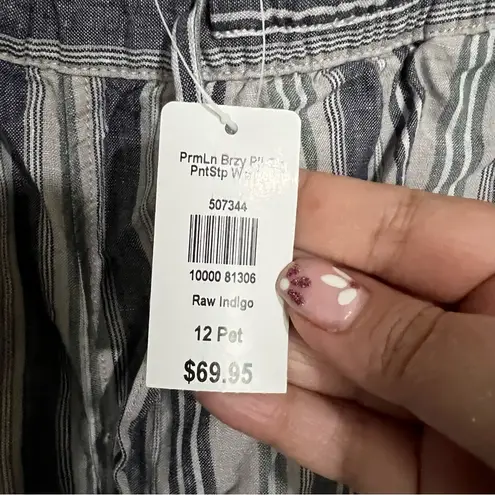 PrmLn Brzy
PntStp
507344
10000 81306
Raw Indigo
12 Pet
$69.95